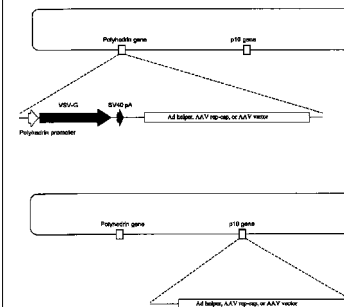 Polyhedrin gene p10 gene
VSV-G SV40 pA
Ad helper, AAV rep-cap, or AAV vector
Polyhedrin promoter
Polyhedrin gene p10 gene
Ad helper, AAV rep-cap, or AAV vector